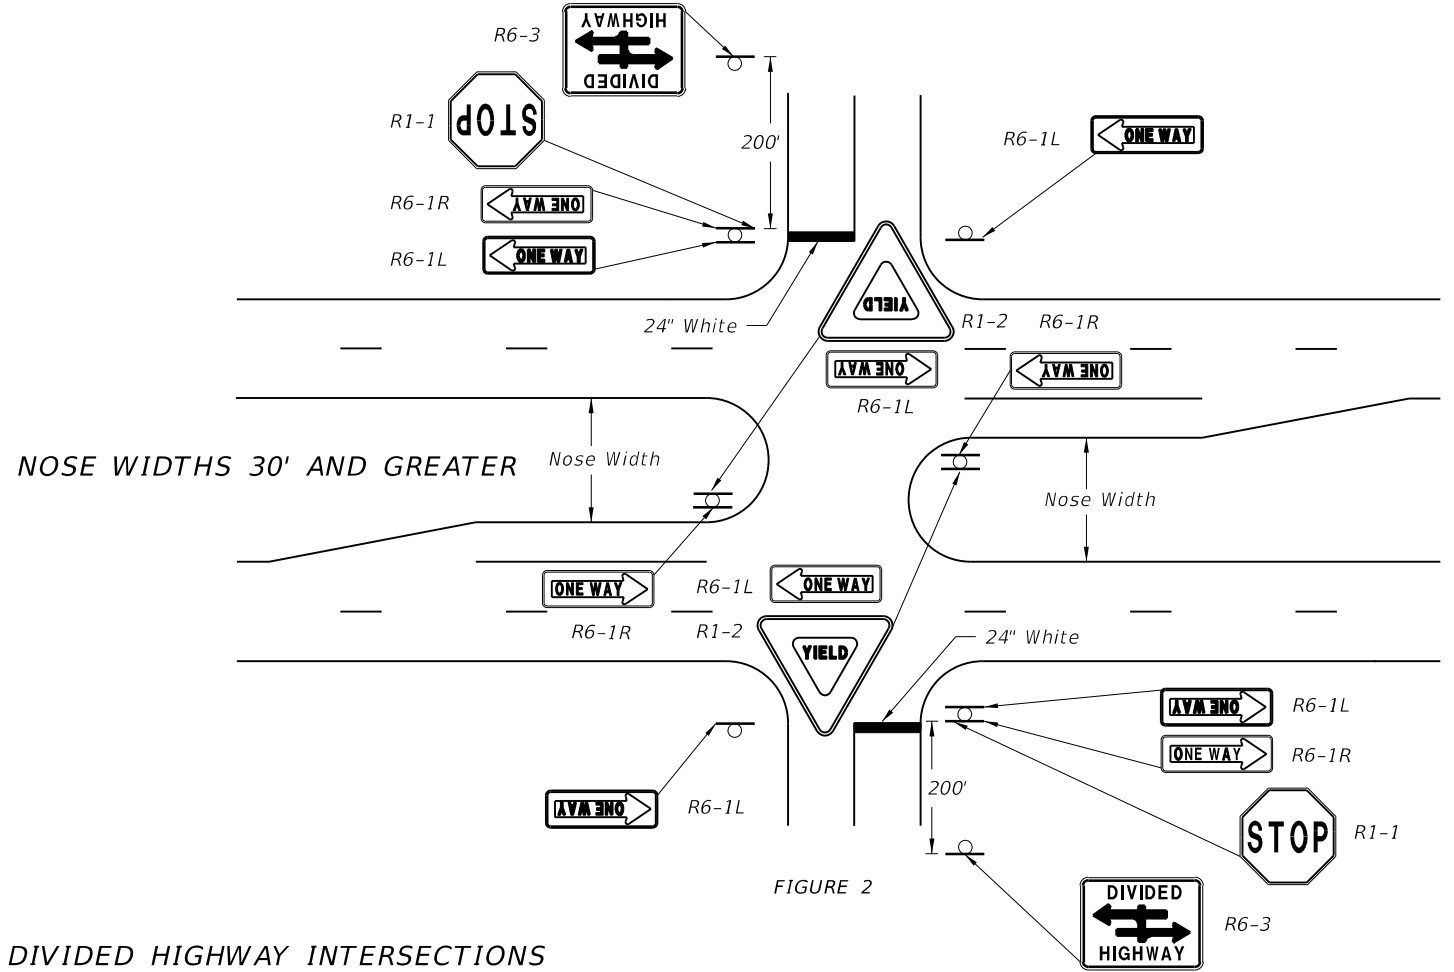 HIGHWAY
R6-3
DIVIDED
STOP
R1-1
200'
R6-1L
ONE WAY
R6-1R
ONE WAY
R6-1L
ONE WAY
YIELD
24" White
R1-2
R6-1R
ONE WAY
ONE WAY
R6-1L
NOSE WIDTHS 30' AND GREATER
Nose Width
Nose Width
ONE WAY
R6-1L
ONE WAY
R6-1R
R1-2
YIELD
24" White
ONE WAY
R6-1L
ONE WAY
R6-1R
ONE WAY
R6-1L
200'
STOP
R1-1
FIGURE 2
DIVIDED
HIGHWAY
R6-3
DIVIDED HIGHWAY INTERSECTIONS